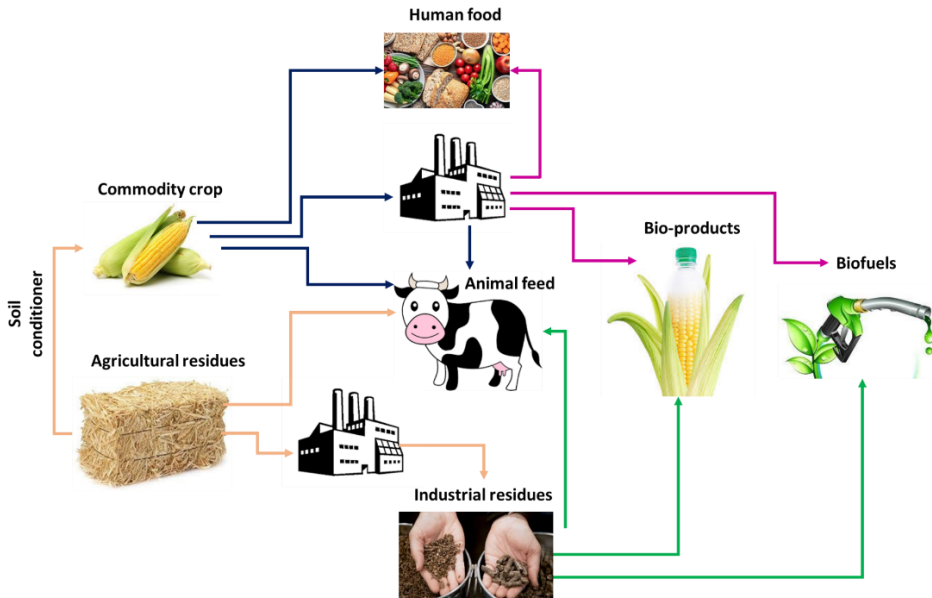 Human food
Commodity crop
Bio-products
Biofuels
Animal feed
Soil
conditioner
Agricultural residues
Industrial residues